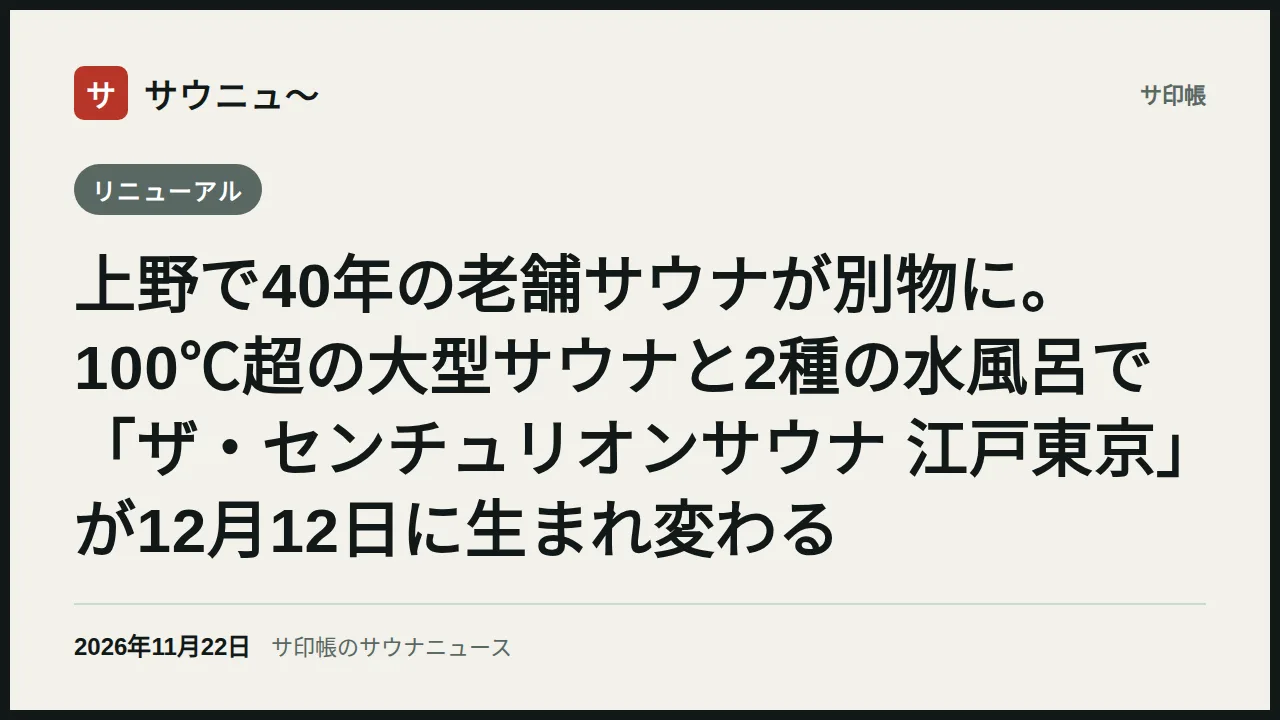 サ サウニュ〜
サ印帳
リニューアル
上野で40年の老舗サウナが別物に。
100℃超の大型サウナと2種の水風呂で
「ザ・センチュリオンサウナ 江戸東京」
が12月12日に生まれ変わる
2026年11月22日 サ印帳のサウナニュース